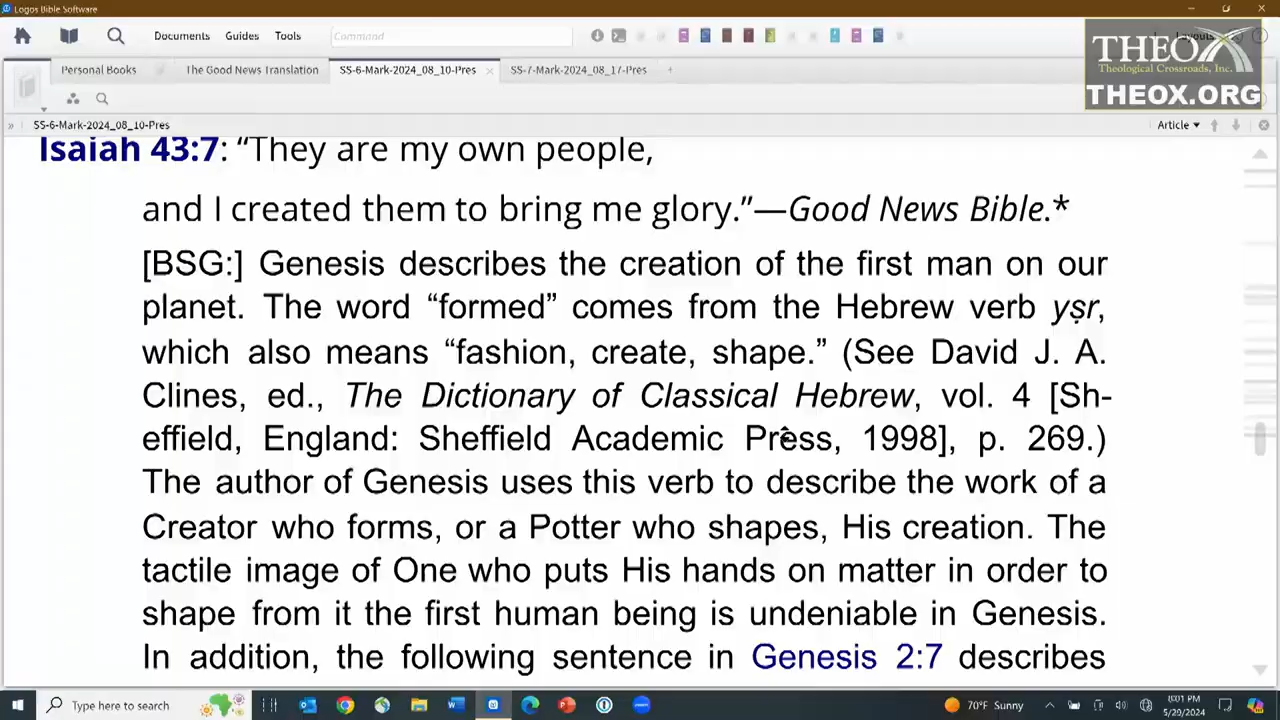 Logos Bible Software
Documents Guides Tools Command Layouts
THEOX
Theological Crossroads, Inc.
THEOX.ORG
Personal Books The Good News Translation SS-6-Mark-2024_08_10-Pres SS-7-Mark-2024_08_17-Pres
SS-6-Mark-2024_08_10-Pres Article
Isaiah 43:7: “They are my own people,
and I created them to bring me glory.”—Good News Bible.*
[BSG:] Genesis describes the creation of the first man on our
planet. The word “formed” comes from the Hebrew verb yṣr,
which also means “fashion, create, shape.” (See David J. A.
Clines, ed., The Dictionary of Classical Hebrew, vol. 4 [Sh-
effield, England: Sheffield Academic Press, 1998], p. 269.)
The author of Genesis uses this verb to describe the work of a
Creator who forms, or a Potter who shapes, His creation. The
tactile image of One who puts His hands on matter in order to
shape from it the first human being is undeniable in Genesis.
In addition, the following sentence in Genesis 2:7 describes
Type here to search 70°F Sunny 8:01 PM
5/29/2024